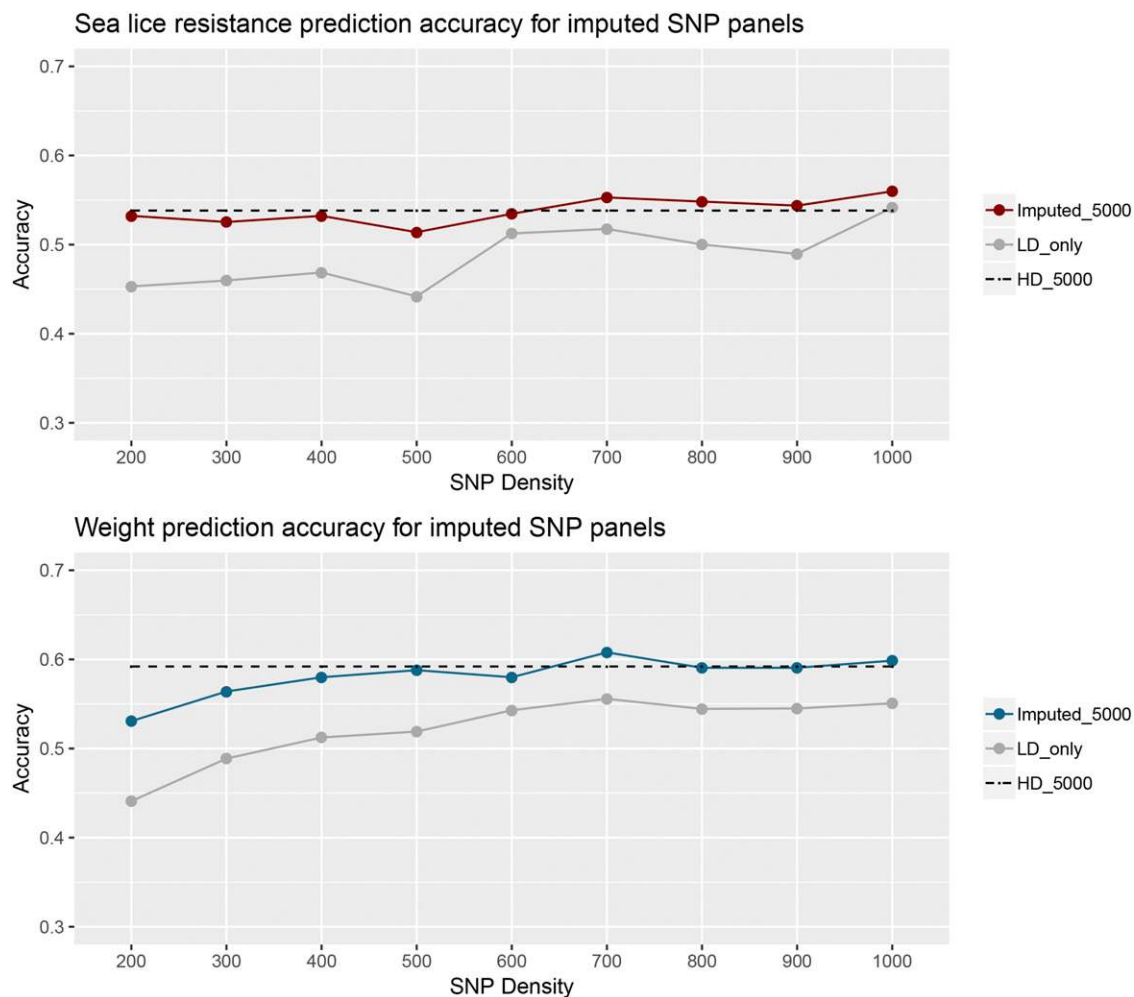 Sea lice resistance prediction accuracy for imputed SNP panels
0.7
0.6
0.5
0.4
0.3
Accuracy
200 300 400 500 600 700 800 900 1000
SNP Density
Imputed_5000
LD_only
HD_5000
Weight prediction accuracy for imputed SNP panels
0.7
0.6
0.5
0.4
0.3
Accuracy
200 300 400 500 600 700 800 900 1000
SNP Density
Imputed_5000
LD_only
HD_5000